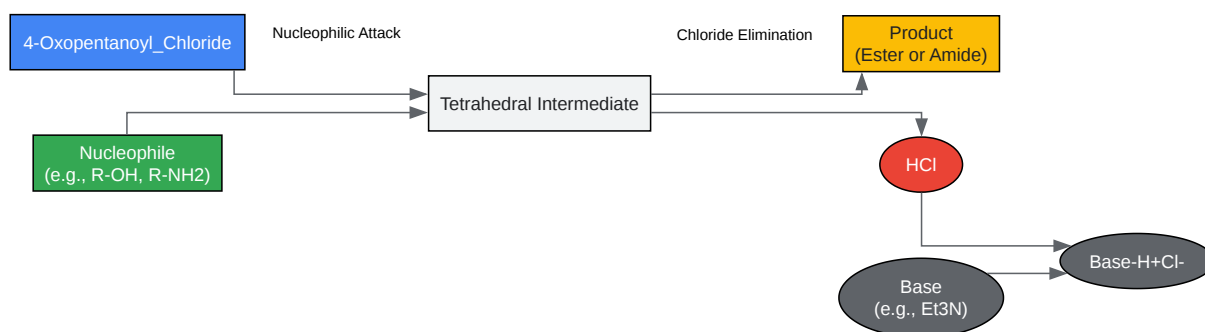 4-Oxopentanoyl_Chloride
Nucleophilic Attack
Chloride Elimination
Product
(Ester or Amide)
Tetrahedral Intermediate
Nucleophile
(e.g., R-OH, R-NH2)
HCl
Base-H+Cl-
Base
(e.g., Et3N)